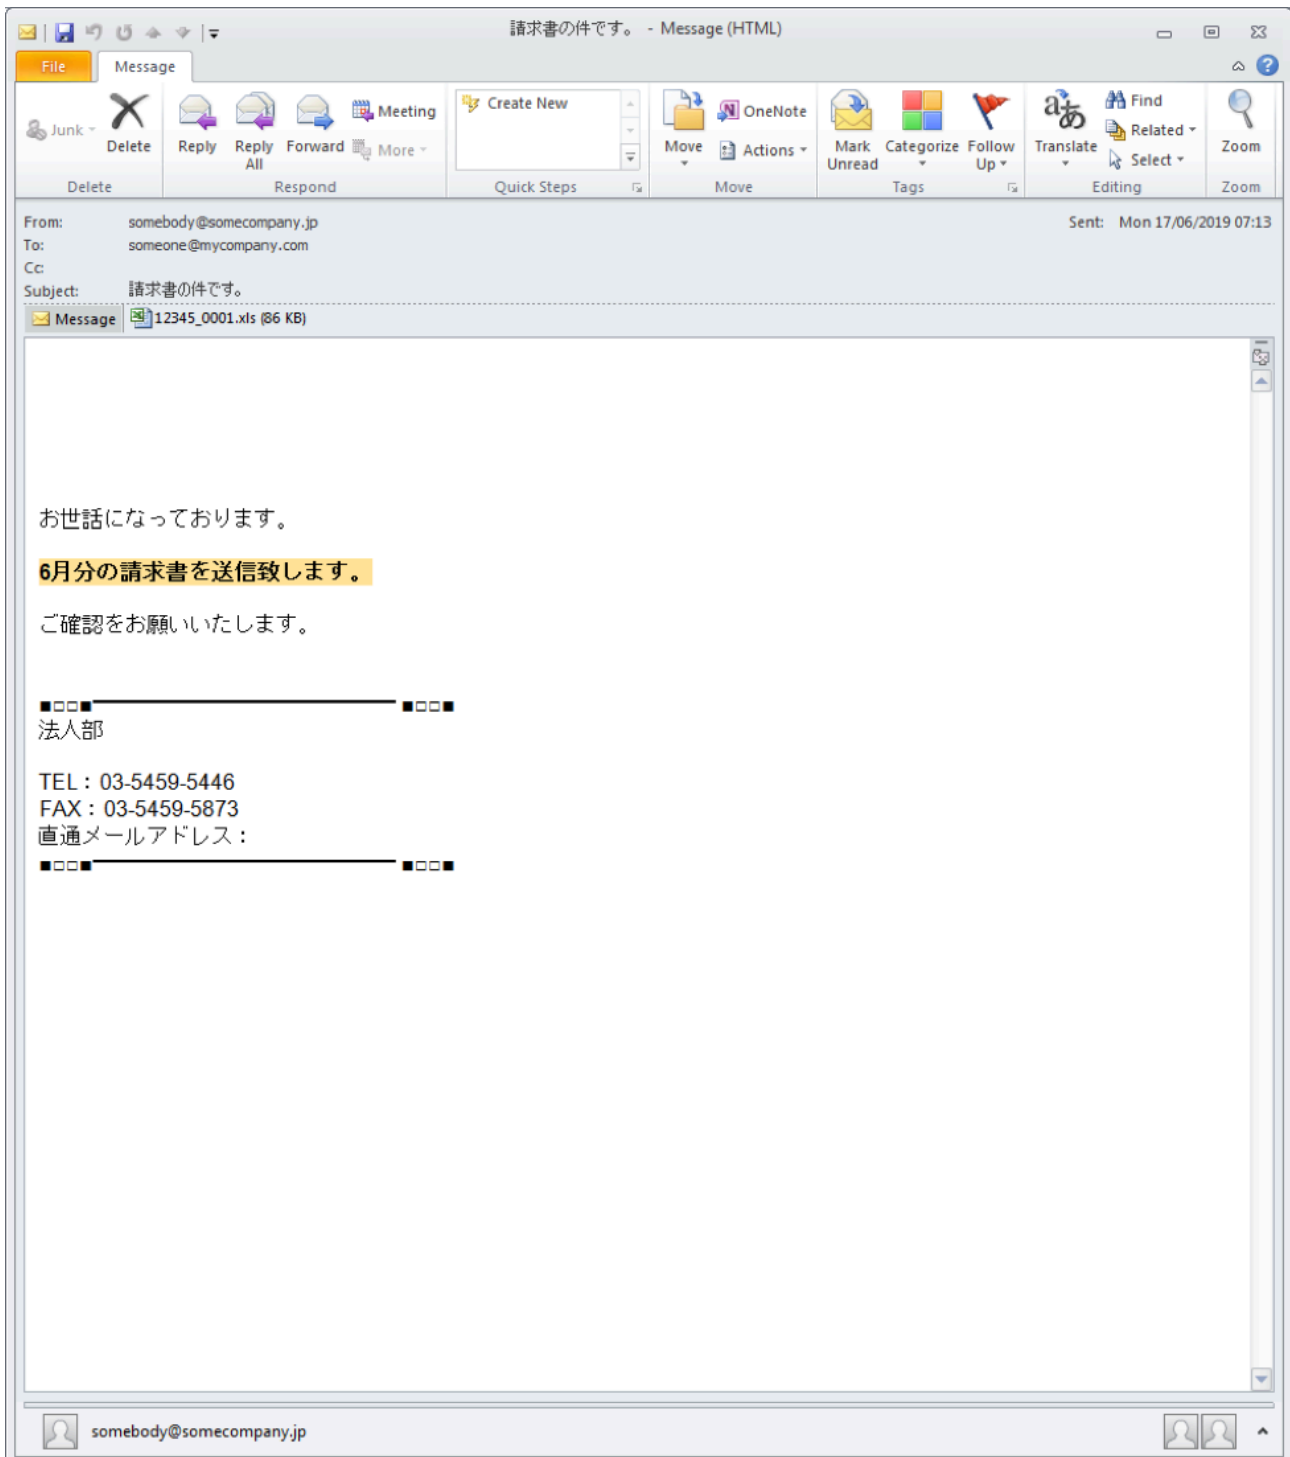 請求書の件です。 - Message (HTML)
File
Message
Junk
Delete
Reply
Reply All
Forward
Meeting
More
Create New
Move
OneNote
Actions
Mark Unread
Categorize
Follow Up
Translate
Find
Related
Select
Zoom
Delete
Respond
Quick Steps
Move
Tags
Editing
Zoom
From: somebody@somecompany.jp
Sent: Mon 17/06/2019 07:13
To: someone@mycompany.com
Cc:
Subject: 請求書の件です。
Message
12345_0001.xls (86 KB)
お世話になっております。
6月分の請求書を送信致します。
ご確認をお願いいたします。
■□□■━━━━━━━━━━━━━━■□□■
法人部
TEL：03-5459-5446
FAX：03-5459-5873
直通メールアドレス：
■□□■━━━━━━━━━━━━━━■□□■
somebody@somecompany.jp